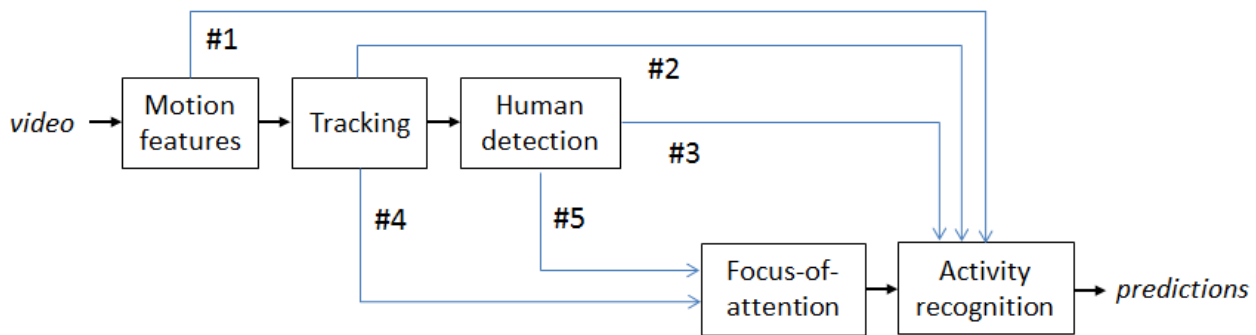 #1
#2
video
Motion
features
Tracking
Human
detection
#3
#4
#5
Focus-of-
attention
Activity
recognition
predictions